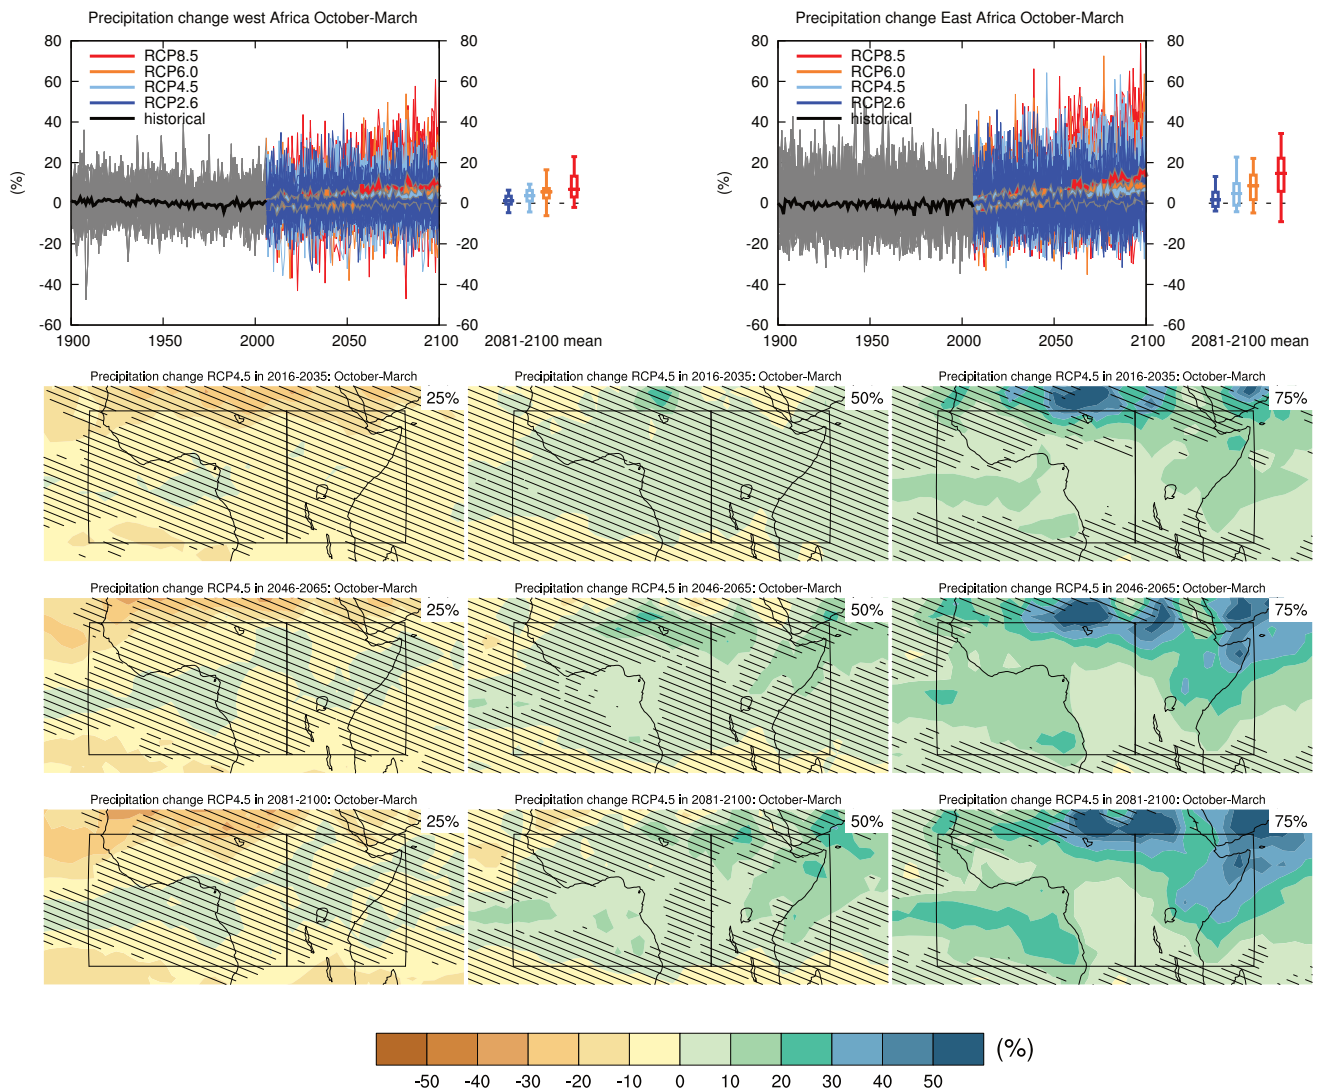 Precipitation change west Africa October-March
80
60
40
20
0
-20
-40
-60
(%)
RCP8.5
RCP6.0
RCP4.5
RCP2.6
historical
1900
1950
2000
2050
2100
80
60
40
20
0
-20
-40
-60
2081-2100 mean
Precipitation change East Africa October-March
80
60
40
20
0
-20
-40
-60
(%)
RCP8.5
RCP6.0
RCP4.5
RCP2.6
historical
1900
1950
2000
2050
2100
80
60
40
20
0
-20
-40
-60
2081-2100 mean
Precipitation change RCP4.5 in 2016-2035: October-March
25%
Precipitation change RCP4.5 in 2016-2035: October-March
50%
Precipitation change RCP4.5 in 2016-2035: October-March
75%
Precipitation change RCP4.5 in 2046-2065: October-March
25%
Precipitation change RCP4.5 in 2046-2065: October-March
50%
Precipitation change RCP4.5 in 2046-2065: October-March
75%
Precipitation change RCP4.5 in 2081-2100: October-March
25%
Precipitation change RCP4.5 in 2081-2100: October-March
50%
Precipitation change RCP4.5 in 2081-2100: October-March
75%
(%)
-50 -40 -30 -20 -10 0 10 20 30 40 50